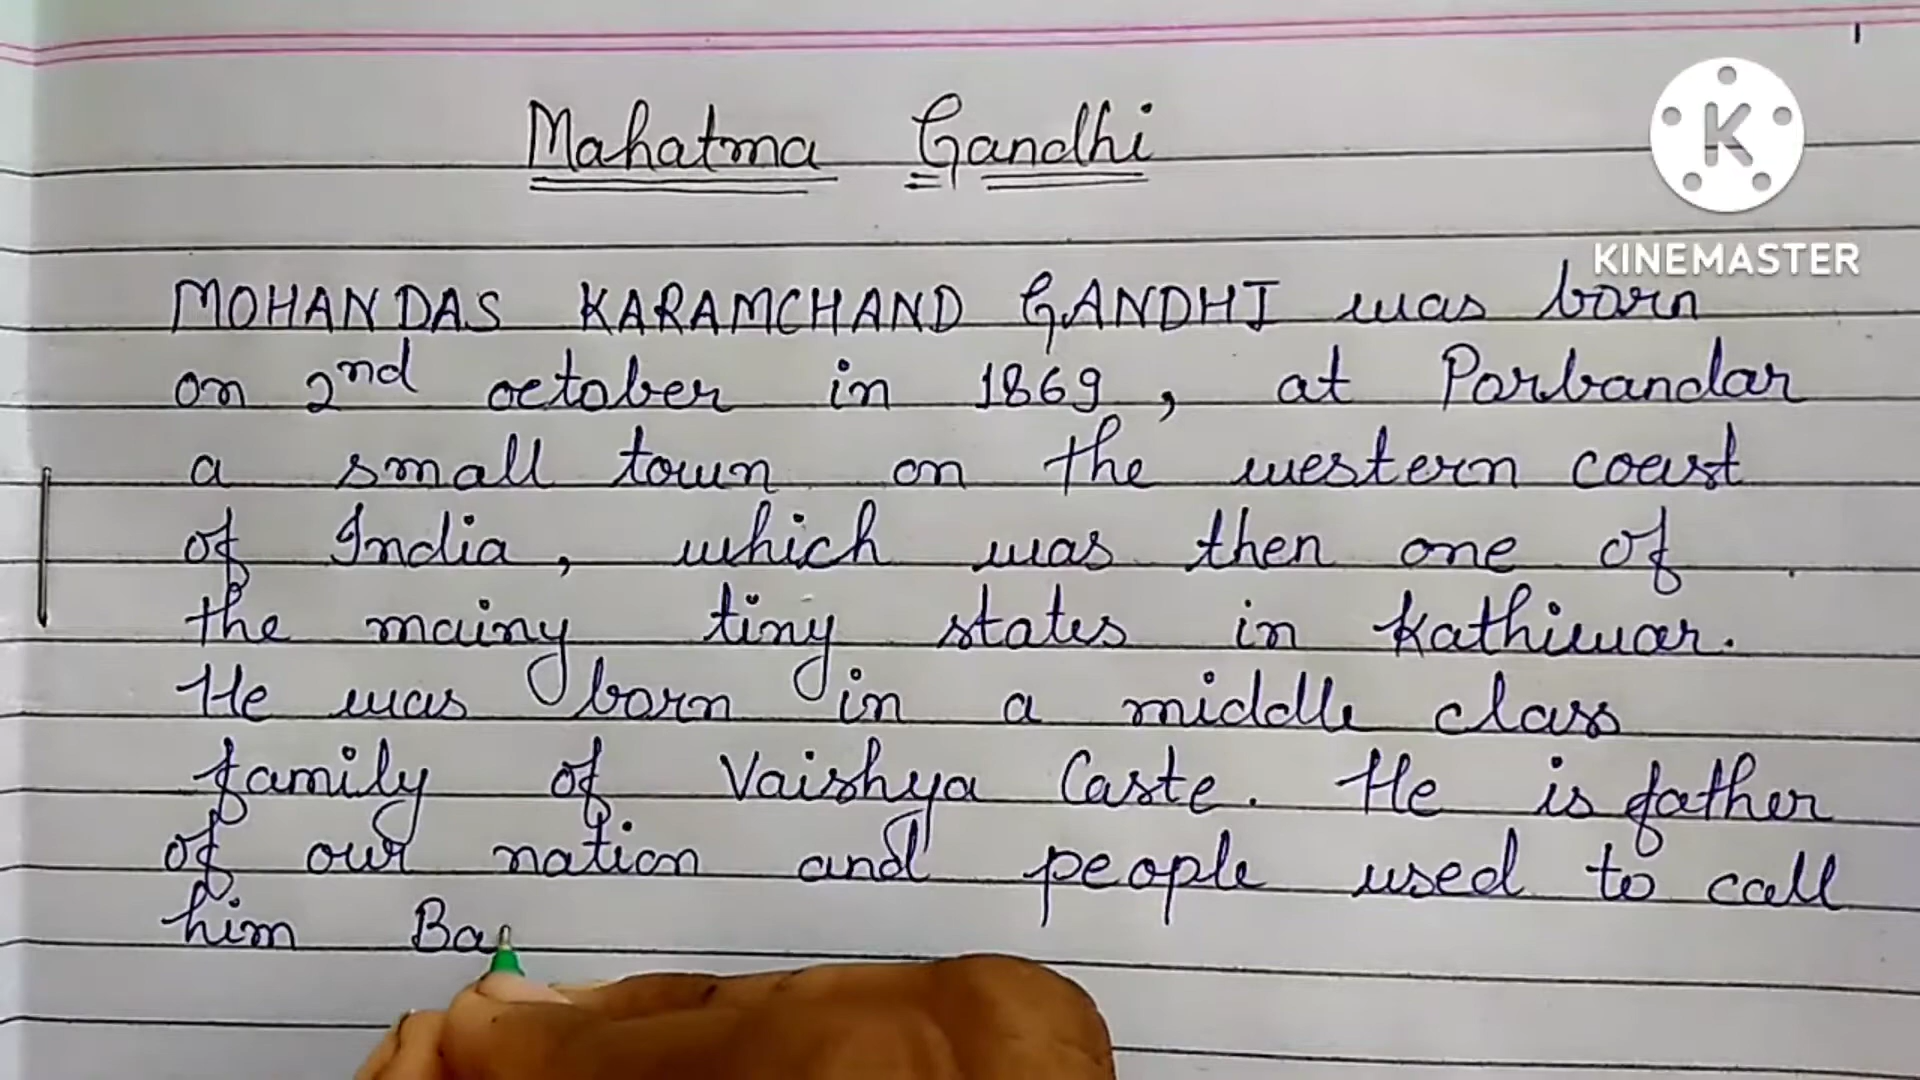 Mahatma Gandhi
KINEMASTER
MOHANDAS KARAMCHAND GANDHI was born
on 2nd october in 1869, at Porbandar
a small town on the western coast
of India, which was then one of
the mainy tiny states in Kathiwar.
He was born in a middle class
family of Vaishya Caste. He is father
of our nation and people used to call
him Ba